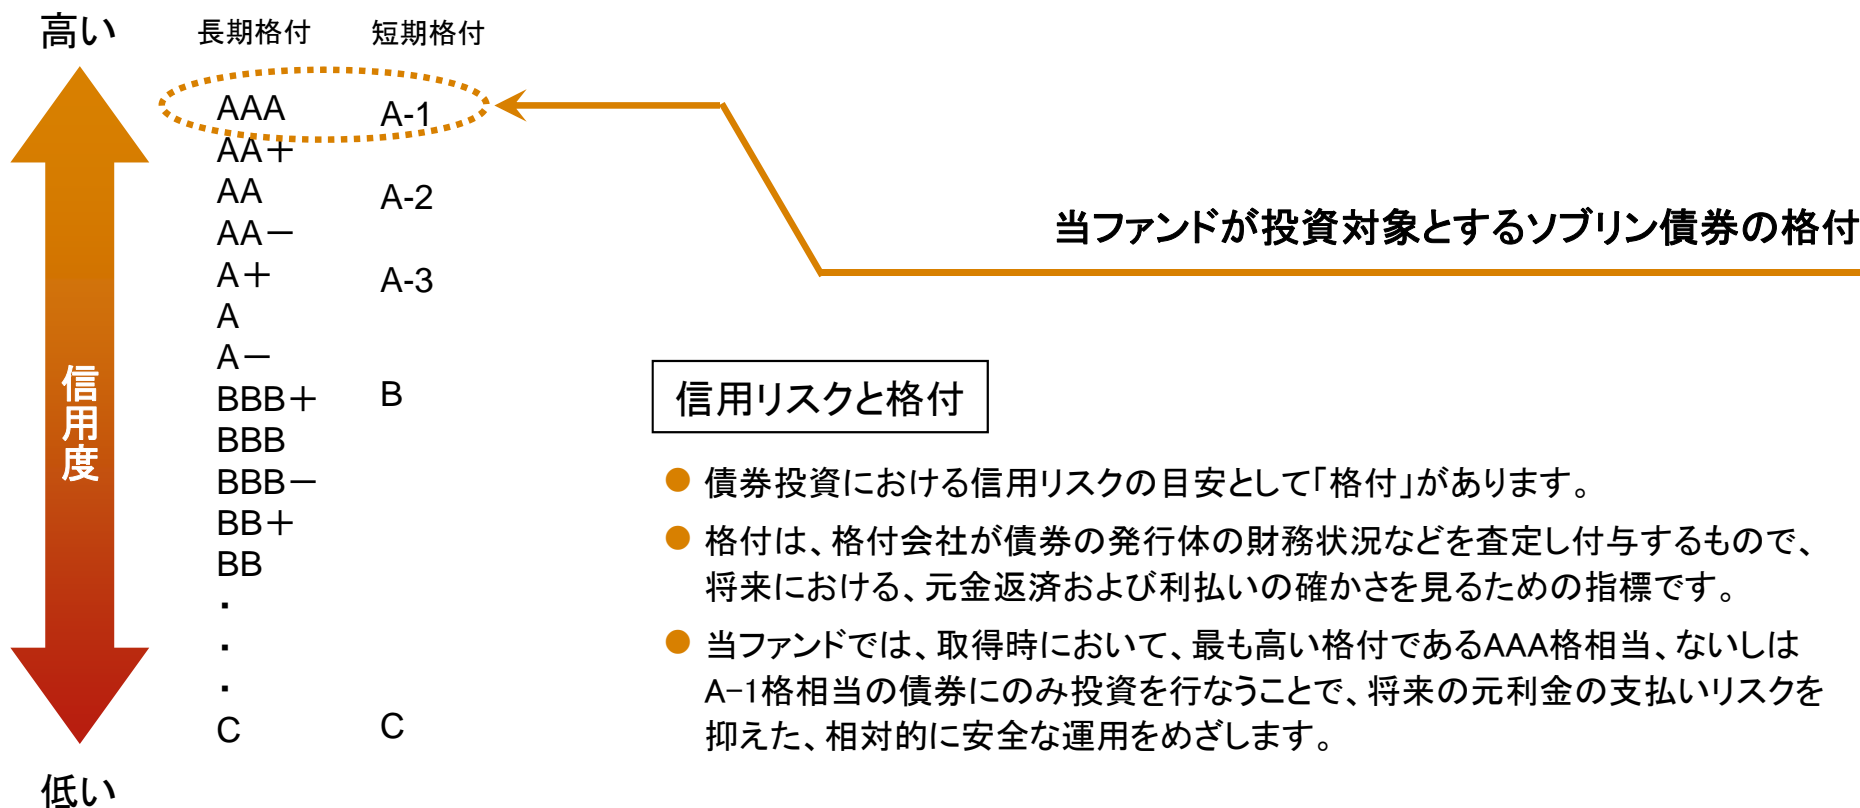 高い
長期格付 短期格付
AAA A-1
AA＋
AA A-2
AA－
A＋ A-3
A
A－
BBB＋ B
BBB
BBB－
BB＋
BB
・
・
・
C C
低い
信用度
当ファンドが投資対象とするソブリン債券の格付
信用リスクと格付
● 債券投資における信用リスクの目安として「格付」があります。
● 格付は、格付会社が債券の発行体の財務状況などを査定し付与するもので、
将来における、元金返済および利払いの確かさを見るための指標です。
● 当ファンドでは、取得時において、最も高い格付であるAAA格相当、ないしは
A-1格相当の債券にのみ投資を行なうことで、将来の元利金の支払いリスクを
抑えた、相対的に安全な運用をめざします。